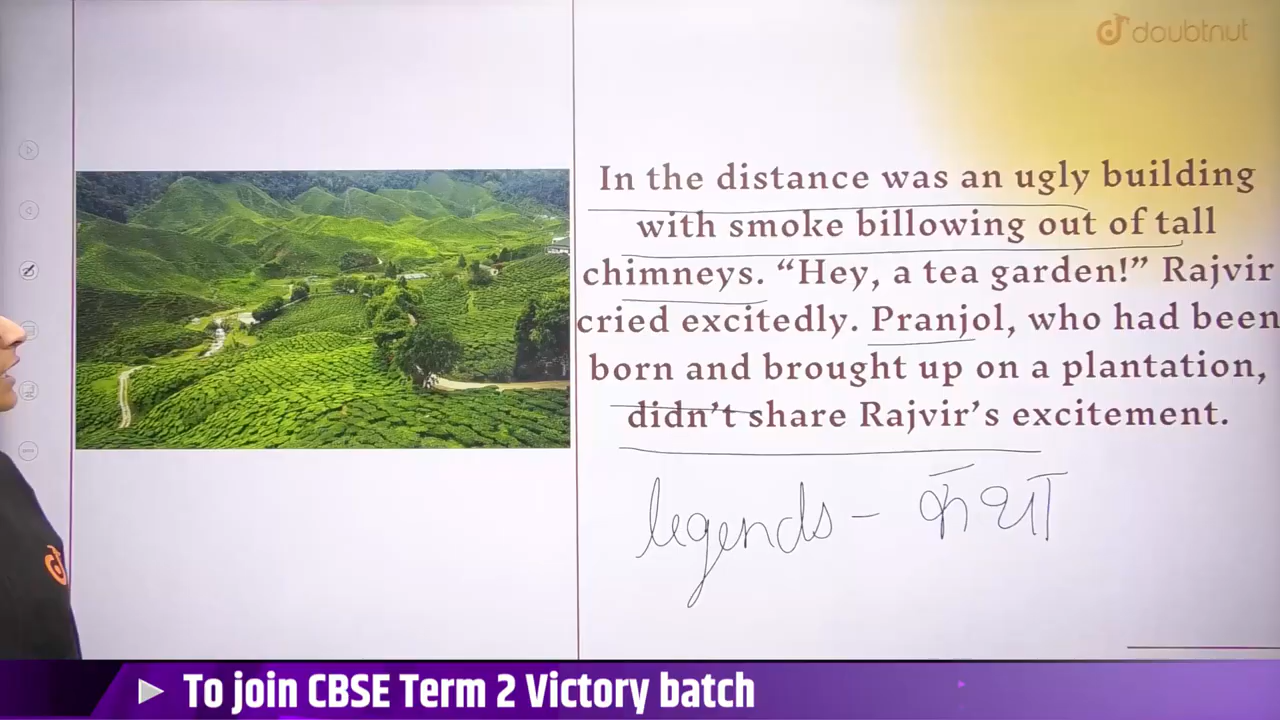 doubtnut
In the distance was an ugly building
with smoke billowing out of tall
chimneys. “Hey, a tea garden!” Rajvir
cried excitedly. Pranjol, who had been
born and brought up on a plantation,
didn’t share Rajvir’s excitement.
legends - कथा
To join CBSE Term 2 Victory batch